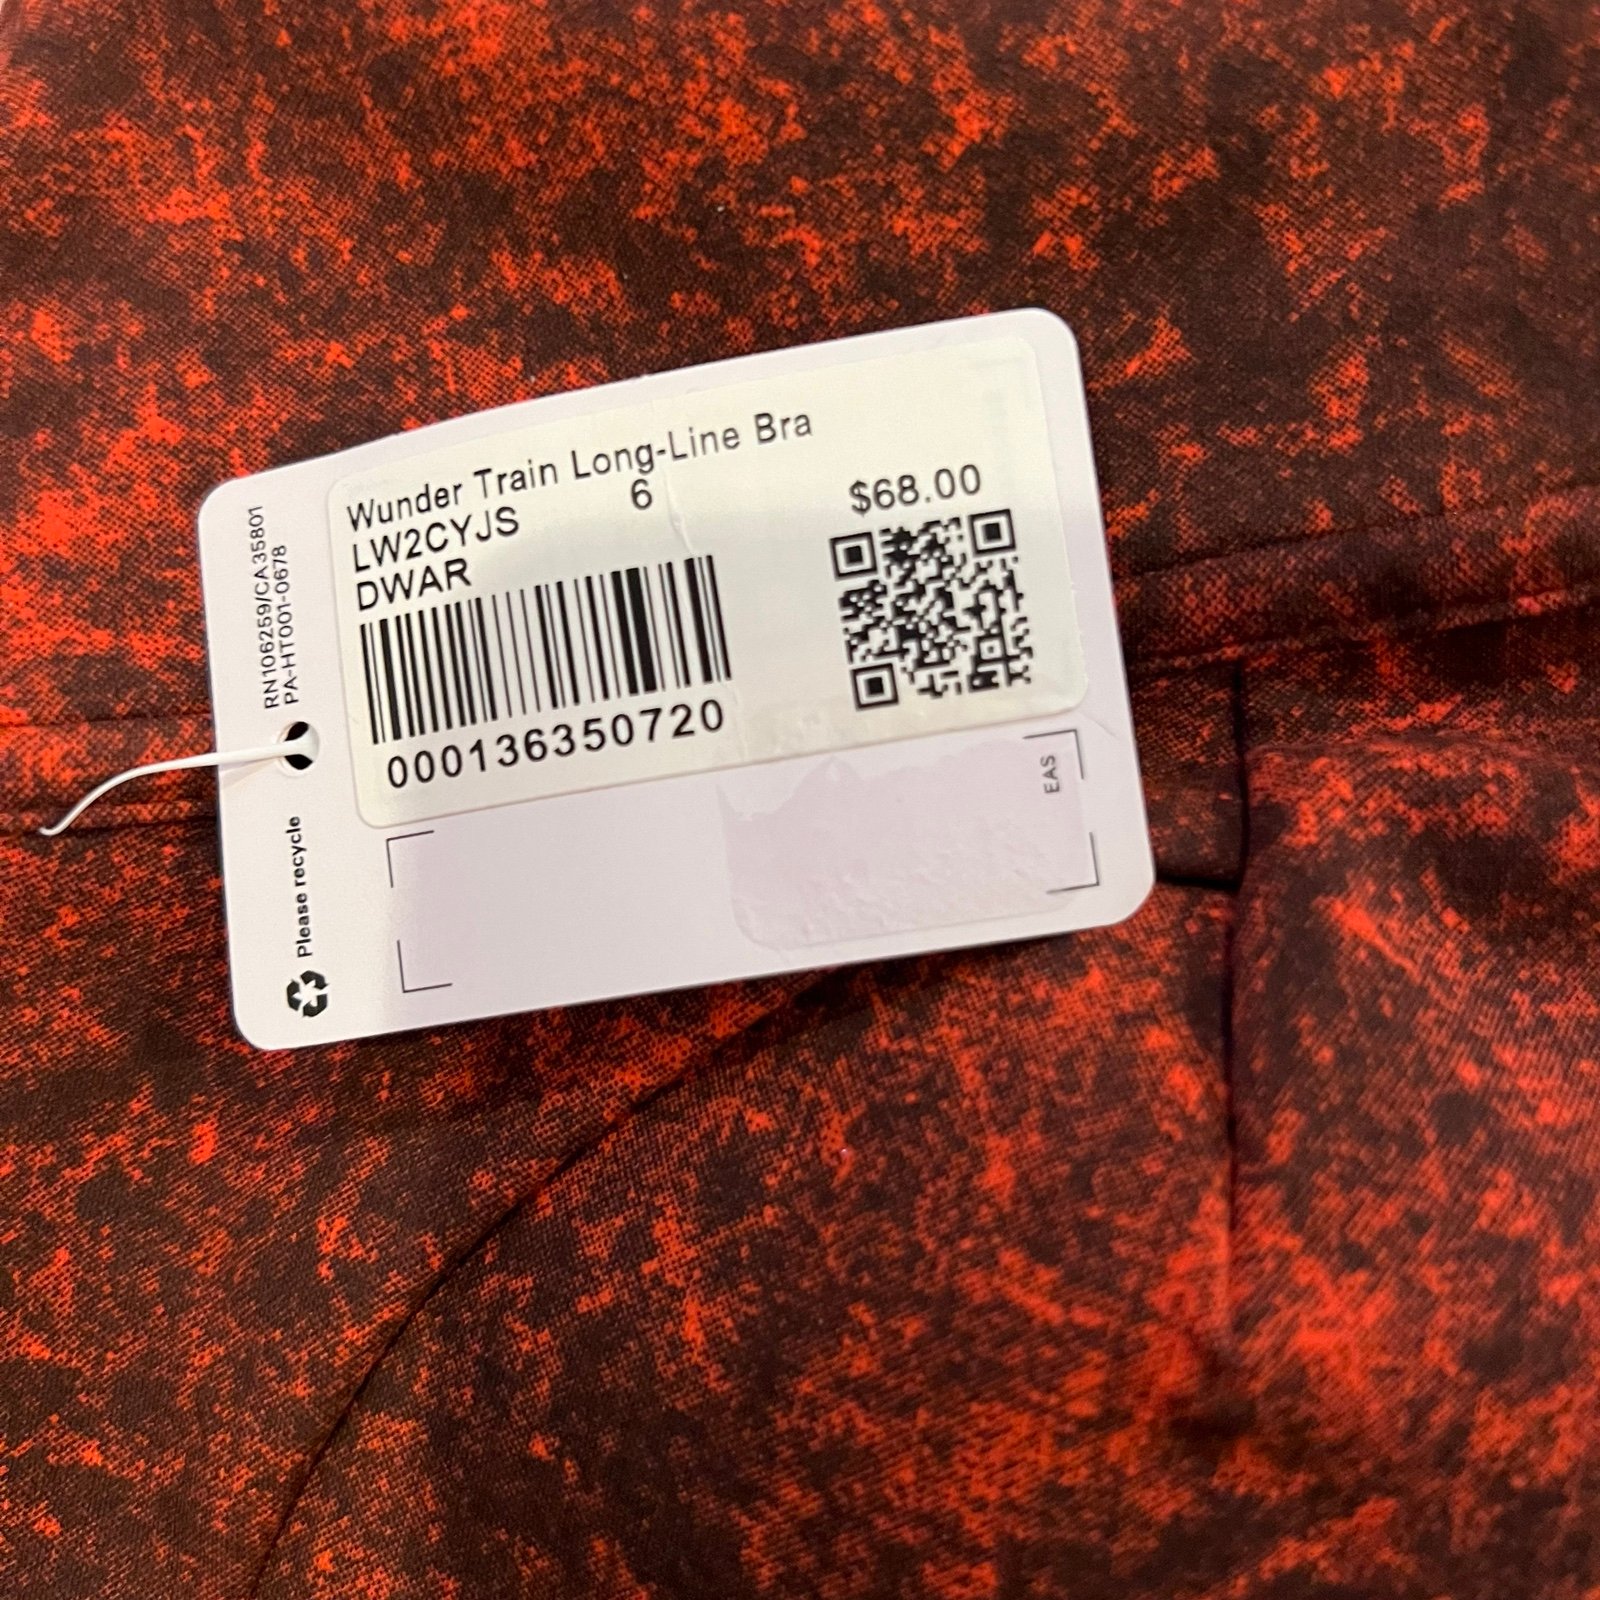 Wunder Train Long-Line Bra
LW2CYJS 6
DWAR
$68.00
000136350720
RN106259/CA35801
PA-HT001-0678
Please recycle
EAS